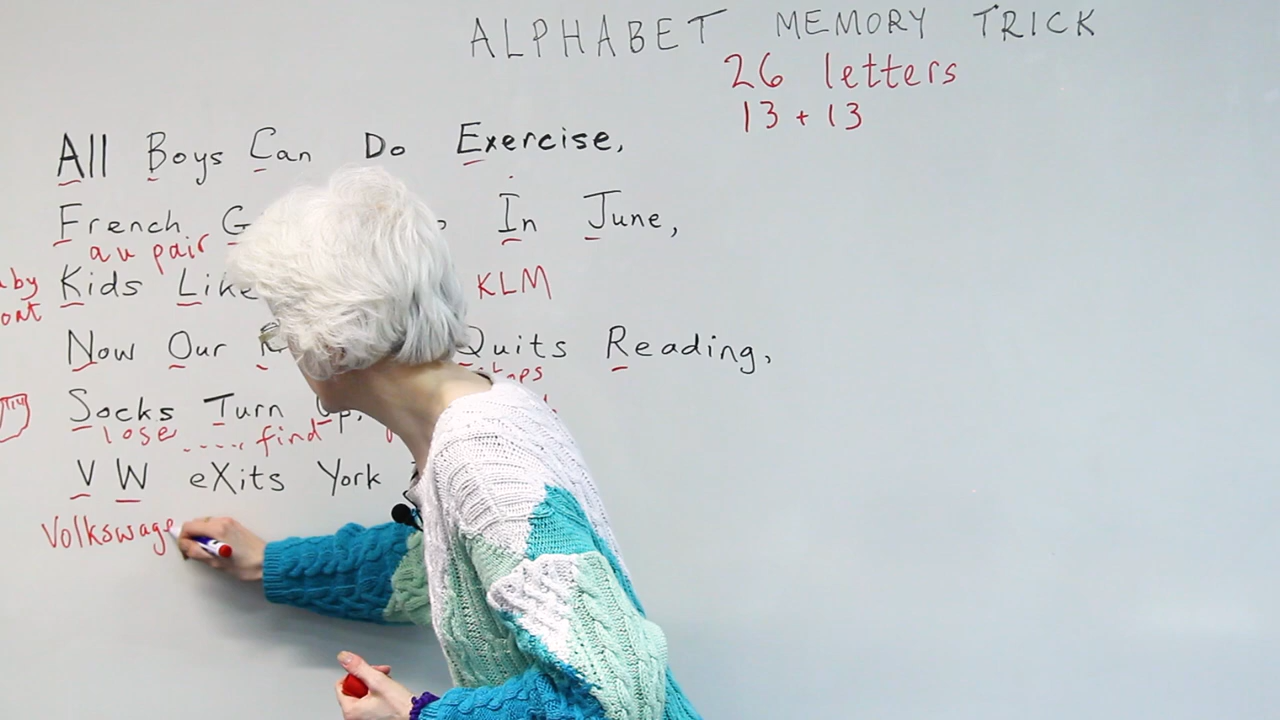 ALPHABET MEMORY TRICK
26 letters
13 + 13
All Boys Can Do Exercise,
French In June,
au pair
Kids Like KLM
Now Our Quits Reading,
Socks Turn Up,
lose ..... find
V W eXits York
Volkswage